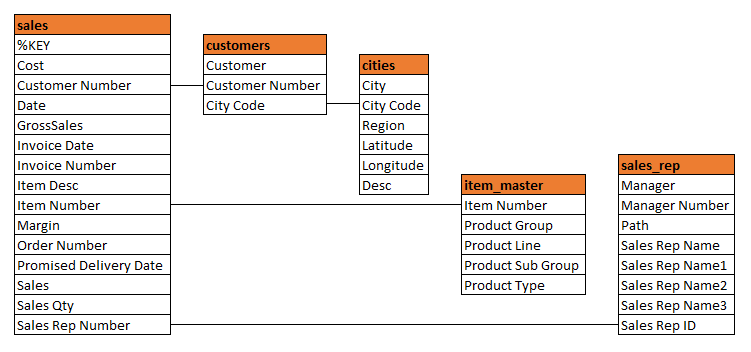 sales
%KEY
Cost
Customer Number
Date
GrossSales
Invoice Date
Invoice Number
Item Desc
Item Number
Margin
Order Number
Promised Delivery Date
Sales
Sales Qty
Sales Rep Number
customers
Customer
Customer Number
City Code
cities
City
City Code
Region
Latitude
Longitude
Desc
item_master
Item Number
Product Group
Product Line
Product Sub Group
Product Type
sales_rep
Manager
Manager Number
Path
Sales Rep Name
Sales Rep Name1
Sales Rep Name2
Sales Rep Name3
Sales Rep ID